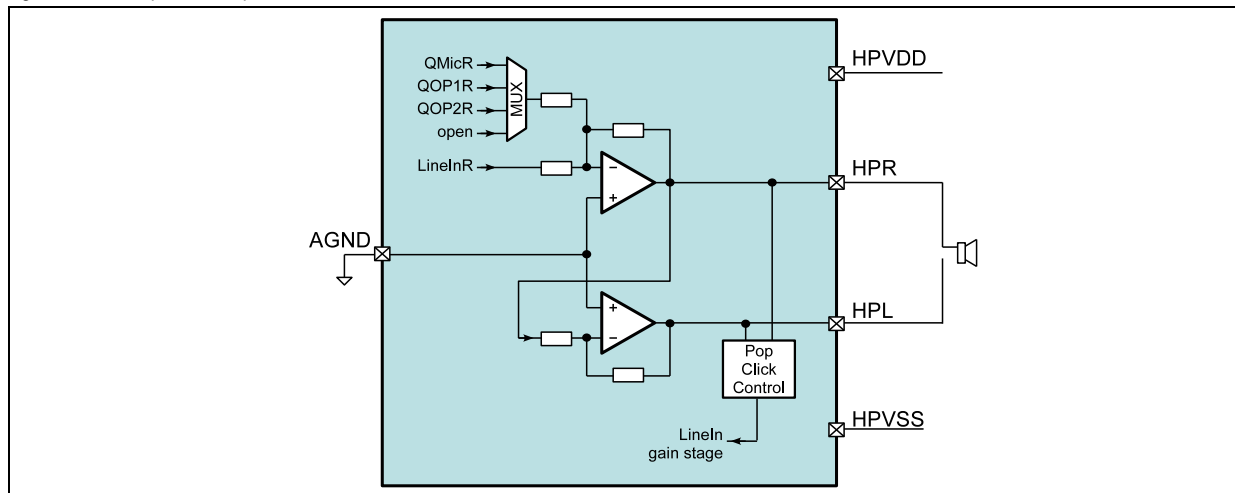 QMicR
QOP1R
QOP2R
open
MUX
LineInR
−
+
AGND
+
−
HPVDD
HPR
HPL
Pop
Click
Control
LineIn
gain stage
HPVSS